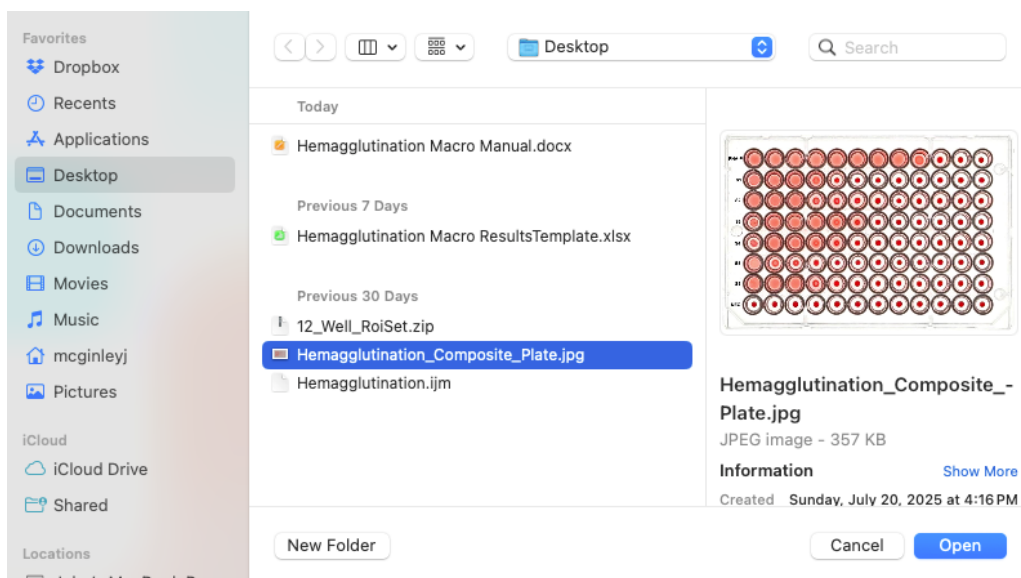 Favorites
Dropbox
Recents
Applications
Desktop
Documents
Downloads
Movies
Music
mcginleyj
Pictures
iCloud
iCloud Drive
Shared
Locations
Desktop
Search
Today
Hemagglutination Macro Manual.docx
Previous 7 Days
Hemagglutination Macro ResultsTemplate.xlsx
Previous 30 Days
12_Well_RoiSet.zip
Hemagglutination_Composite_Plate.jpg
Hemagglutination.ijm
Hemagglutination_Composite_-
Plate.jpg
JPEG image - 357 KB
Information Show More
Created Sunday, July 20, 2025 at 4:16 PM
New Folder
Cancel
Open